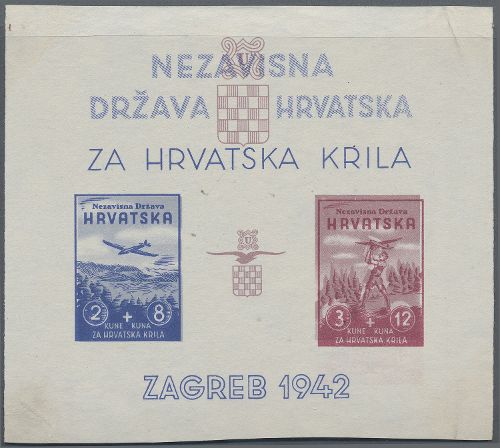 U
NEZAVISNA
DRŽAVA HRVATSKA
ZA HRVATSKA KRILA
Nezavisna Država
HRVATSKA
2 + 8
KUNE KUNA
ZA HRVATSKA KRILA
U
Nezavisna Država
HRVATSKA
3 + 12
KUNE KUNA
ZA HRVATSKA KRILA
ZAGREB 1942